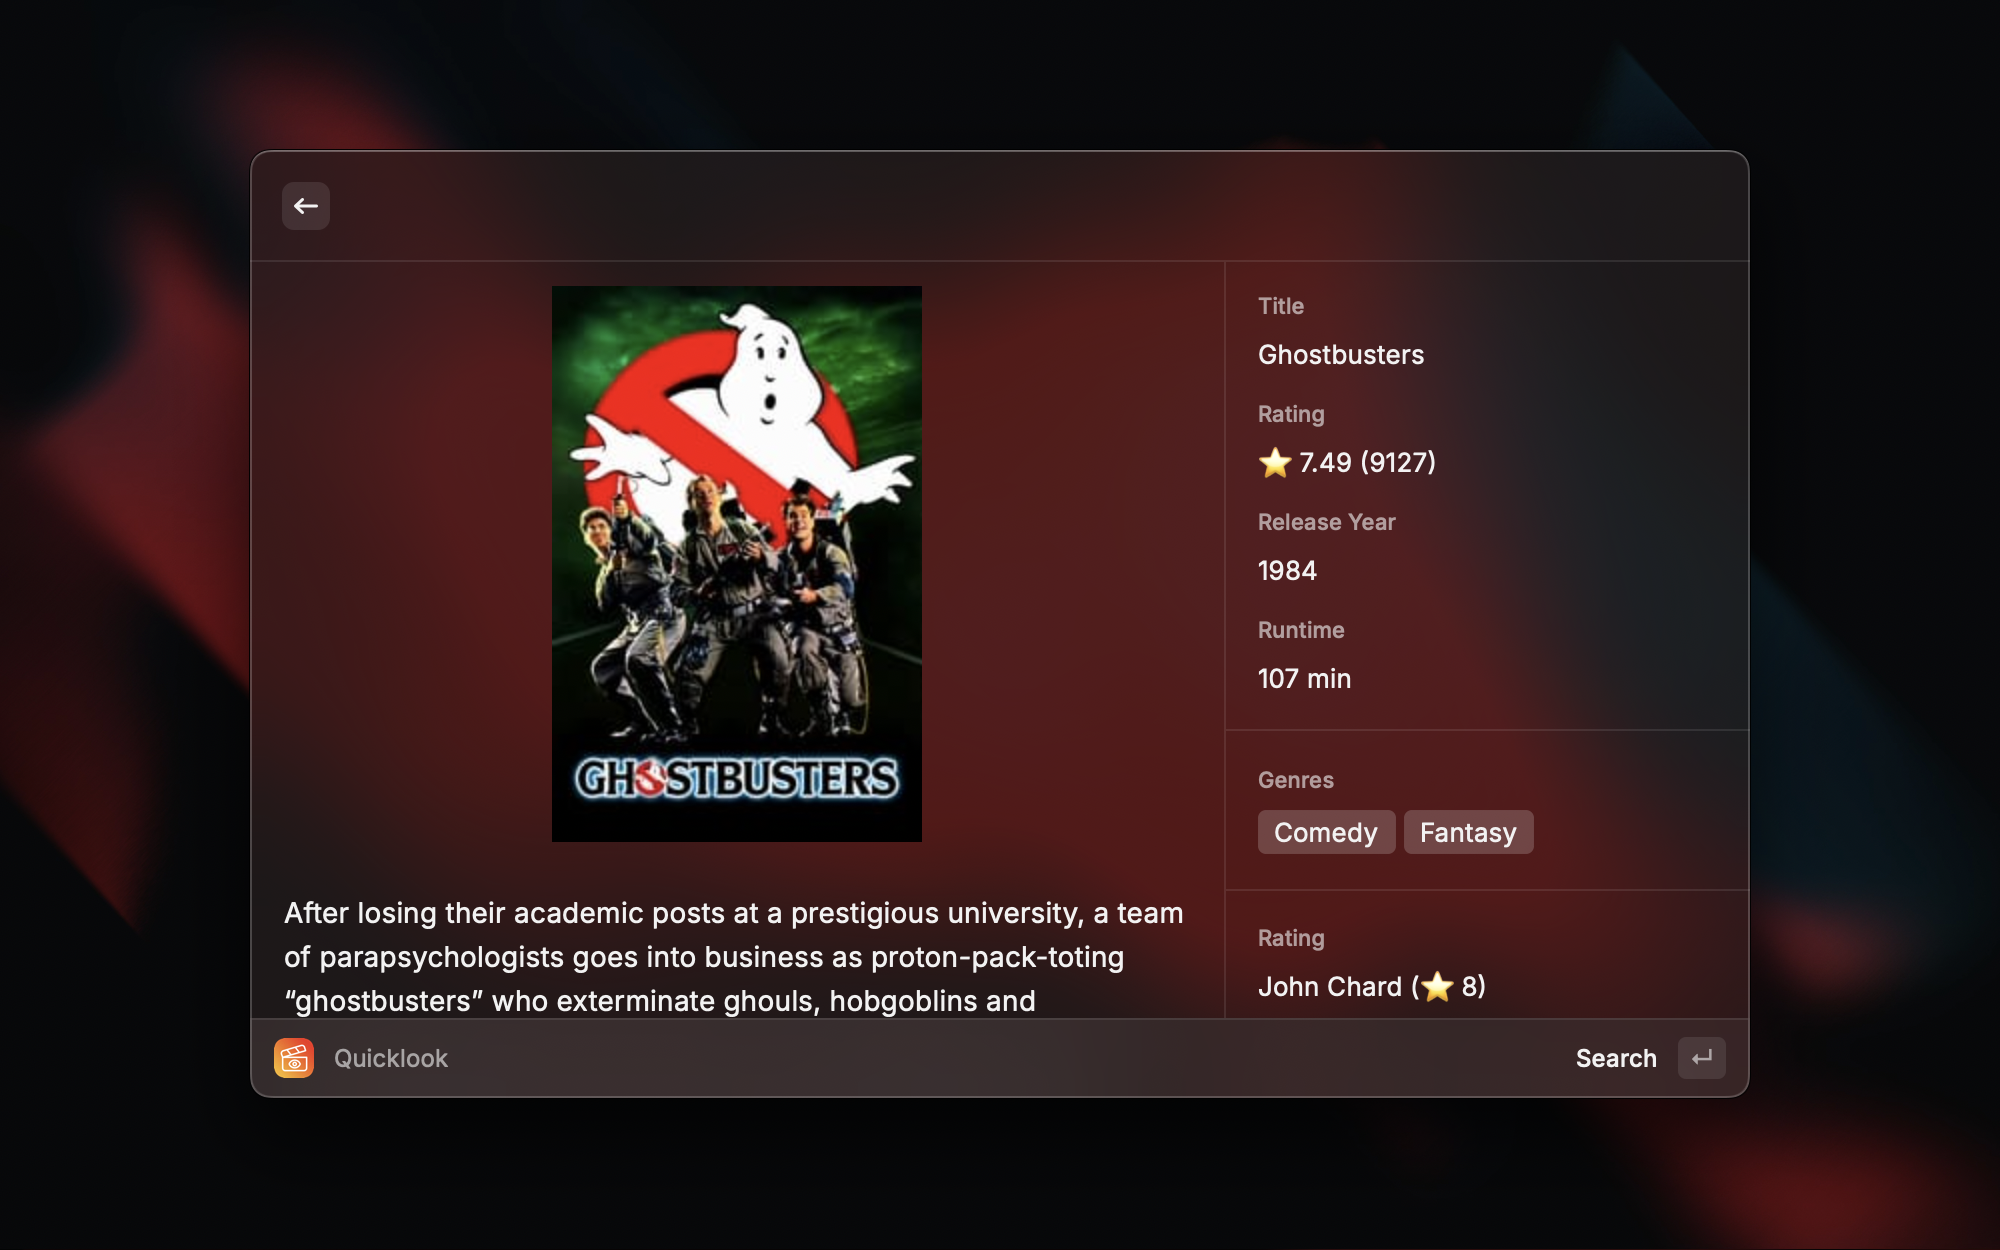 GHOSTBUSTERS
After losing their academic posts at a prestigious university, a team
of parapsychologists goes into business as proton-pack-toting
“ghostbusters” who exterminate ghouls, hobgoblins and
Title
Ghostbusters
Rating
⭐ 7.49 (9127)
Release Year
1984
Runtime
107 min
Genres
Comedy Fantasy
Rating
John Chard (⭐ 8)
Quicklook
Search